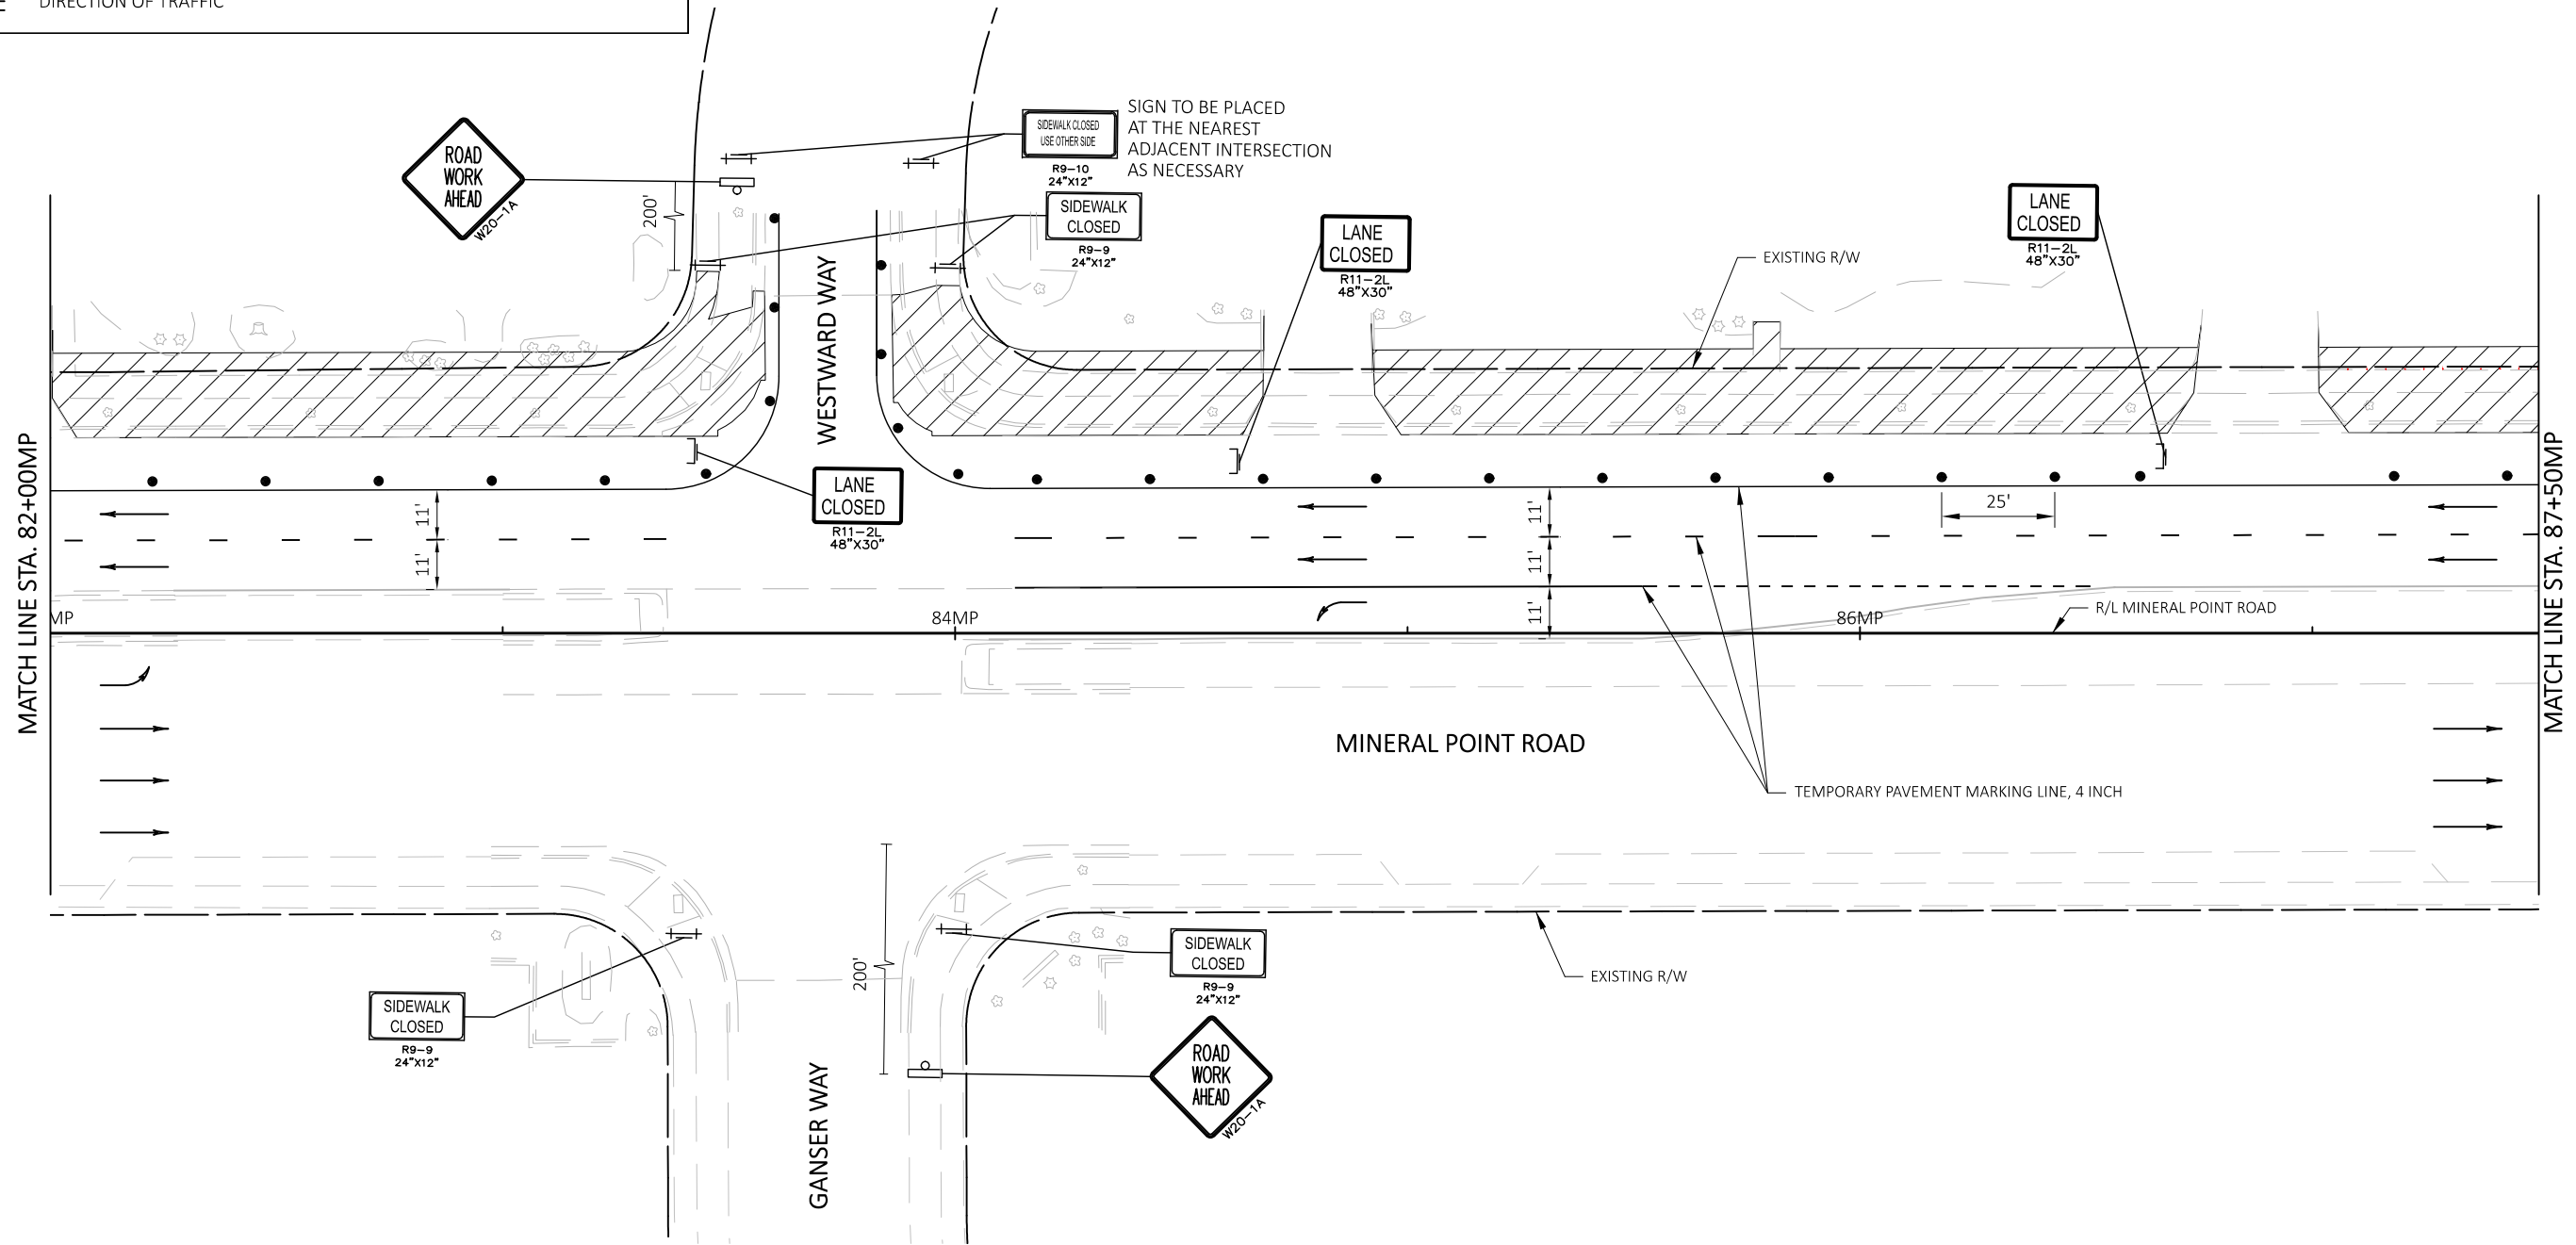 DIRECTION OF TRAFFIC
ROAD
WORK
AHEAD
W20-1A
SIDEWALK CLOSED
USE OTHER SIDE
R9-10
24"X12"
SIGN TO BE PLACED
AT THE NEAREST
ADJACENT INTERSECTION
AS NECESSARY
200'
SIDEWALK
CLOSED
R9-9
24"X12"
LANE
CLOSED
R11-2L
48"X30"
LANE
CLOSED
R11-2L
48"X30"
EXISTING R/W
WESTWARD WAY
MATCH LINE STA. 82+00MP
MATCH LINE STA. 87+50MP
LANE
CLOSED
R11-2L
48"X30"
25'
11'
11'
11'
11'
11'
MP
84MP
86MP
R/L MINERAL POINT ROAD
MINERAL POINT ROAD
TEMPORARY PAVEMENT MARKING LINE, 4 INCH
200'
SIDEWALK
CLOSED
R9-9
24"X12"
EXISTING R/W
SIDEWALK
CLOSED
R9-9
24"X12"
ROAD
WORK
AHEAD
W20-1A
GANSER WAY